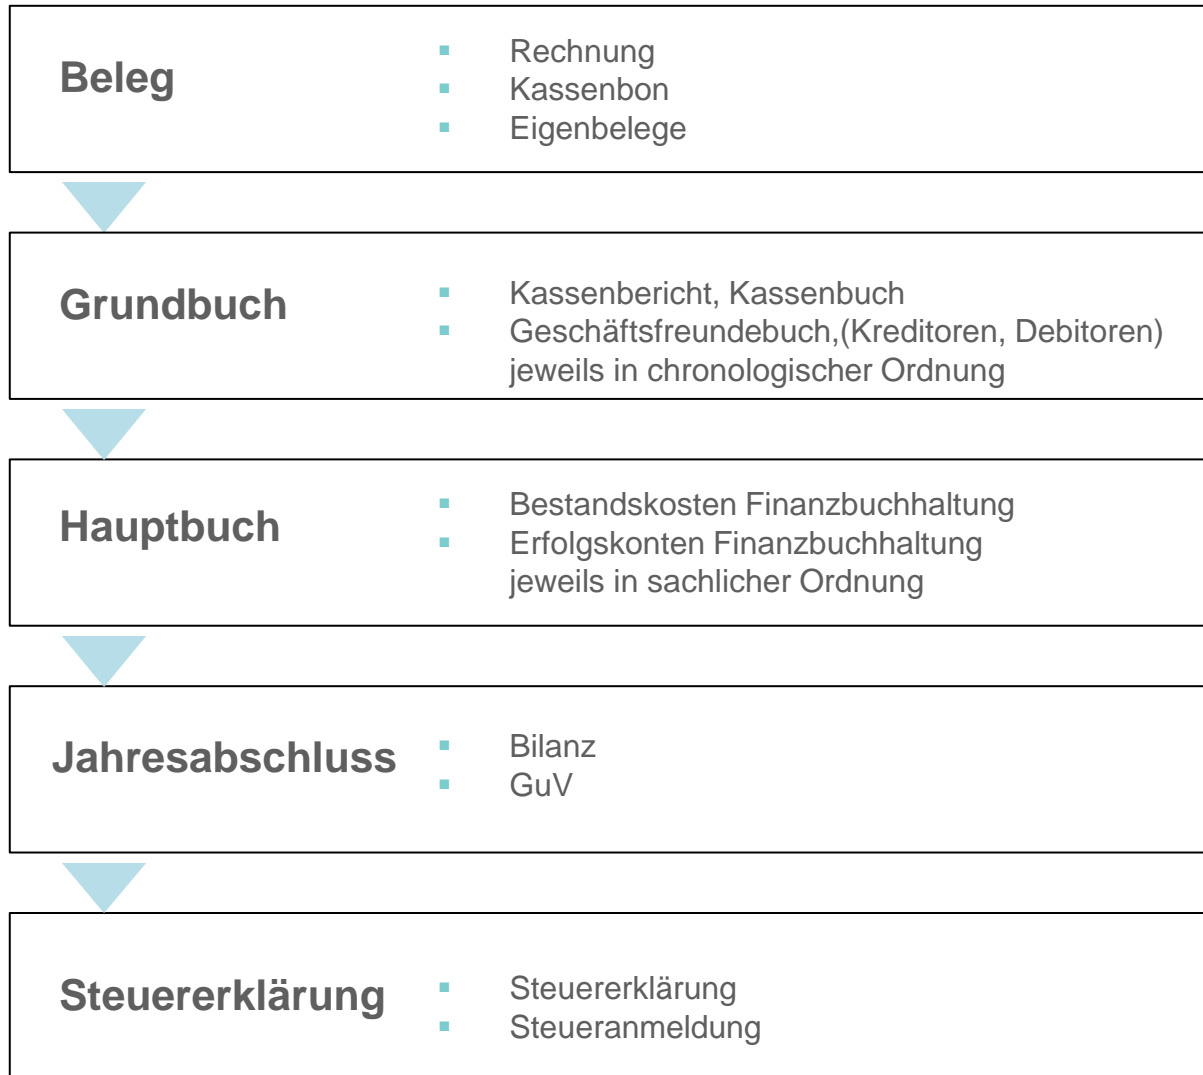 Beleg
Rechnung
Kassenbon
Eigenbelege
Grundbuch
Kassenbericht, Kassenbuch
Geschäftsfreundebuch,(Kreditoren, Debitoren)
jeweils in chronologischer Ordnung
Hauptbuch
Bestandskosten Finanzbuchhaltung
Erfolgskonten Finanzbuchhaltung
jeweils in sachlicher Ordnung
Jahresabschluss
Bilanz
GuV
Steuererklärung
Steuererklärung
Steueranmeldung